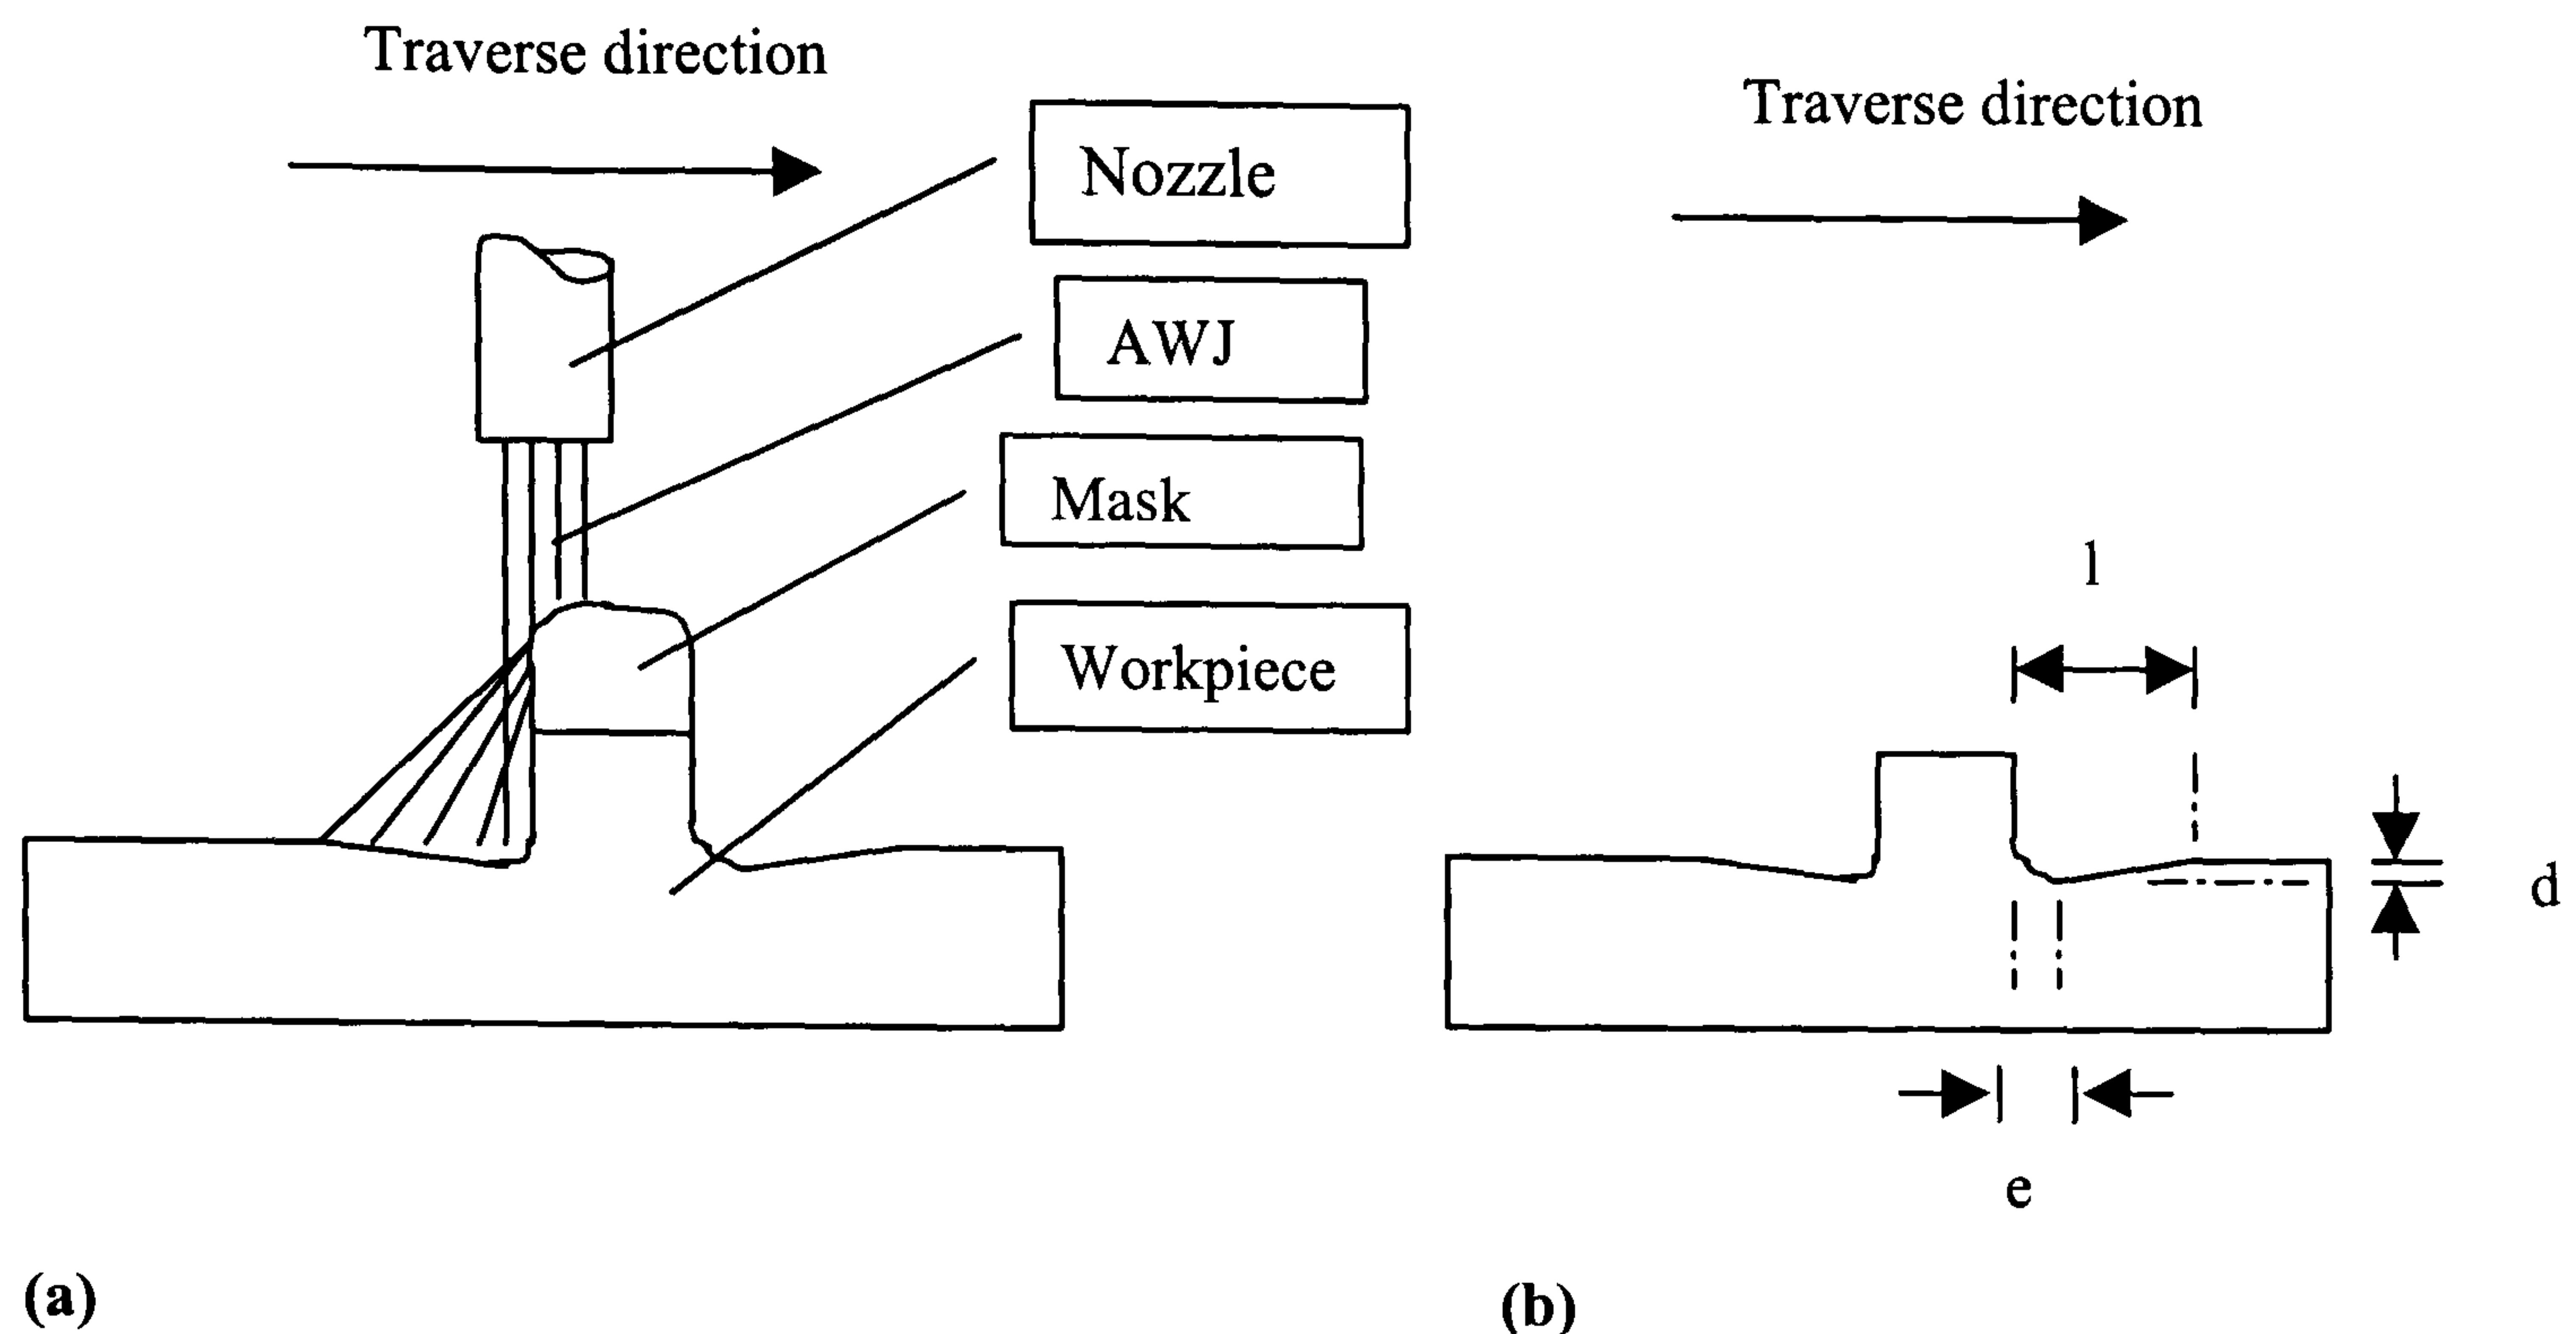 Traverse direction
Nozzle
AWJ
Mask
Workpiece
(a)
Traverse direction
l
d
e
(b)